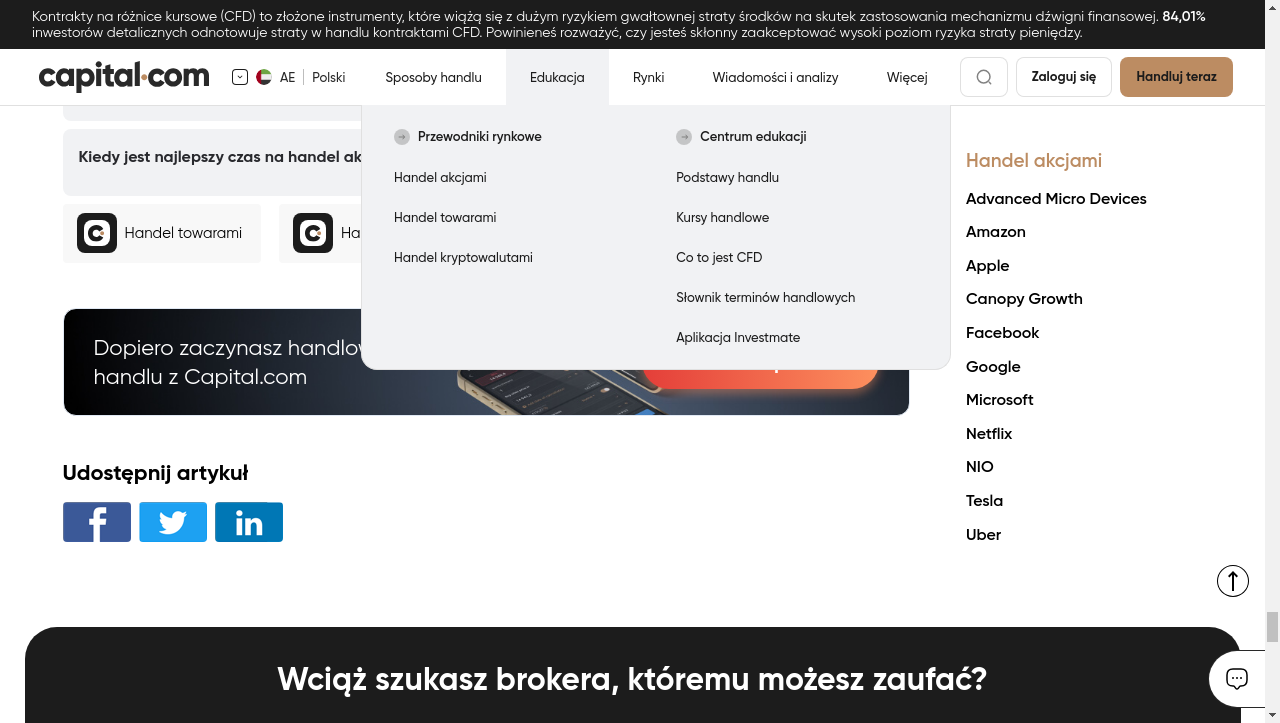 Kontrakty na różnice kursowe (CFD) to złożone instrumenty, które wiążą się z dużym ryzykiem gwałtownej straty środków na skutek zastosowania mechanizmu dźwigni finansowej. 84,01%
inwestorów detalicznych odnotowuje straty w handlu kontraktami CFD. Powinieneś rozważyć, czy jesteś skłonny zaakceptować wysoki poziom ryzyka straty pieniędzy.
capital.com
AE
Polski
Sposoby handlu
Edukacja
Rynki
Wiadomości i analizy
Więcej
Zaloguj się
Handluj teraz
Przewodniki rynkowe
Handel akcjami
Handel towarami
Handel kryptowalutami
Centrum edukacji
Podstawy handlu
Kursy handlowe
Co to jest CFD
Słownik terminów handlowych
Aplikacja Investmate
Kiedy jest najlepszy czas na handel
Handel towarami
Dopiero zaczynasz
handlu z Capital.com
Udostępnij artykuł
Handel akcjami
Advanced Micro Devices
Amazon
Apple
Canopy Growth
Facebook
Google
Microsoft
Netflix
NIO
Tesla
Uber
Wciąż szukasz brokera, któremu możesz zaufać?